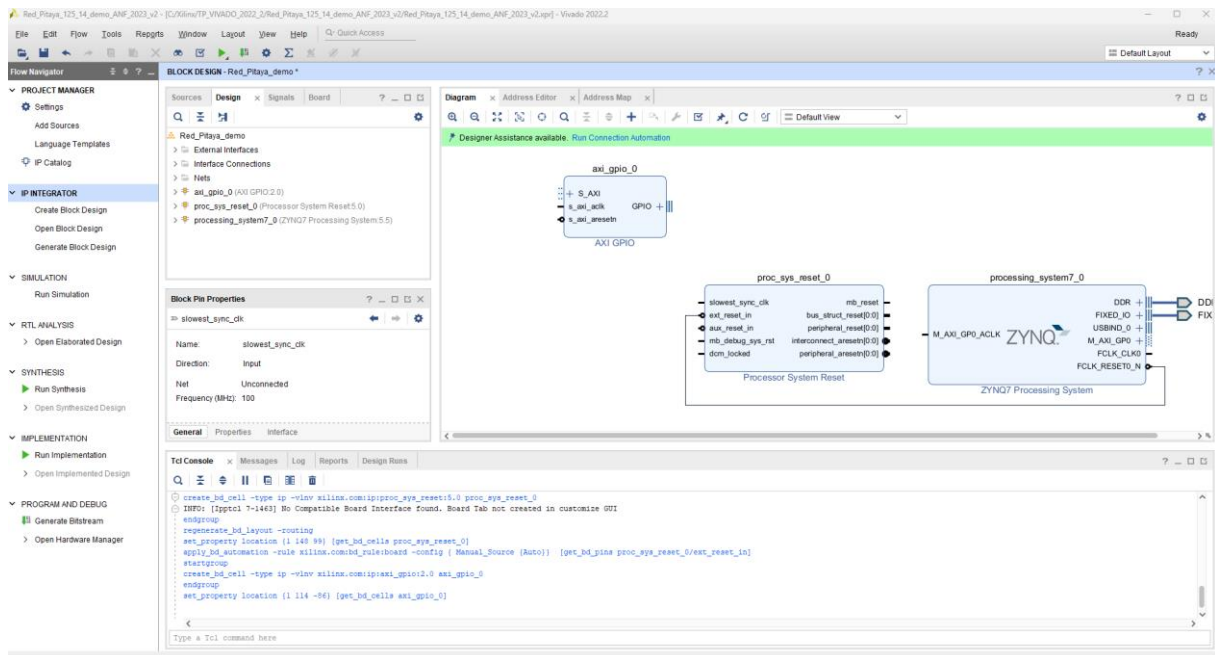 Red_Pitaya_125_14_demo_ANF_2023_v2 - [C:/Xilinx/TP_VIVADO_2022_2/Red_Pitaya_125_14_demo_ANF_2023_v2/Red_Pitaya_125_14_demo_ANF_2023_v2.xpr] - Vivado 2022.2
File Edit Flow Tools Reports Window Layout View Help Quick Access
Ready
Default Layout
Flow Navigator
PROJECT MANAGER
Settings
Add Sources
Language Templates
IP Catalog
IP INTEGRATOR
Create Block Design
Open Block Design
Generate Block Design
SIMULATION
Run Simulation
RTL ANALYSIS
Open Elaborated Design
SYNTHESIS
Run Synthesis
Open Synthesized Design
IMPLEMENTATION
Run Implementation
Open Implemented Design
PROGRAM AND DEBUG
Generate Bitstream
Open Hardware Manager
BLOCK DESIGN - Red_Pitaya_demo *
Sources Design Signals Board
Red_Pitaya_demo
External Interfaces
Interface Connections
Nets
axi_gpio_0 (AXI GPIO:2.0)
proc_sys_reset_0 (Processor System Reset:5.0)
processing_system7_0 (ZYNQ7 Processing System:5.5)
Block Pin Properties
slowest_sync_clk
Name: slowest_sync_clk
Direction: Input
Net Unconnected
Frequency (MHz): 100
General Properties Interface
Diagram Address Editor Address Map
Default View
Designer Assistance available. Run Connection Automation
axi_gpio_0
S_AXI
s_axi_aclk GPIO
s_axi_aresetn
AXI GPIO
proc_sys_reset_0
slowest_sync_clk mb_reset
ext_reset_in bus_struct_reset[0:0]
aux_reset_in peripheral_reset[0:0]
mb_debug_sys_rst interconnect_aresetn[0:0]
dcm_locked peripheral_aresetn[0:0]
Processor System Reset
processing_system7_0
DDR
FIXED_IO
USBIND_0
M_AXI_GP0_ACLK ZYNQ M_AXI_GP0
FCLK_CLK0
FCLK_RESET0_N
ZYNQ7 Processing System
DDI
FIX
Tcl Console Messages Log Reports Design Runs
create_bd_cell -type ip -vlnv xilinx.com:ip:proc_sys_reset:5.0 proc_sys_reset_0
INFO: [Ipptcl 7-1463] No Compatible Board Interface found. Board Tab not created in customize GUI
endgroup
regenerate_bd_layout -routing
set_property location {1 148 99} [get_bd_cells proc_sys_reset_0]
apply_bd_automation -rule xilinx.com:bd_rule:board -config { Manual_Source {Auto}} [get_bd_pins proc_sys_reset_0/ext_reset_in]
startgroup
create_bd_cell -type ip -vlnv xilinx.com:ip:axi_gpio:2.0 axi_gpio_0
endgroup
set_property location {1 114 -86} [get_bd_cells axi_gpio_0]
Type a Tcl command here